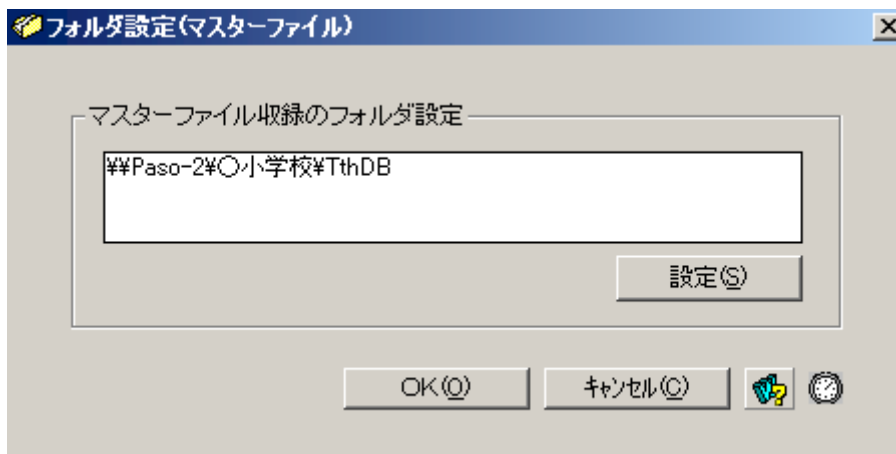 フォルダ設定(マスターファイル)
マスターファイル収録のフォルダ設定
¥¥Paso-2¥○小学校¥TthDB
設定(S)
OK(O) ｷｬﾝｾﾙ(C)